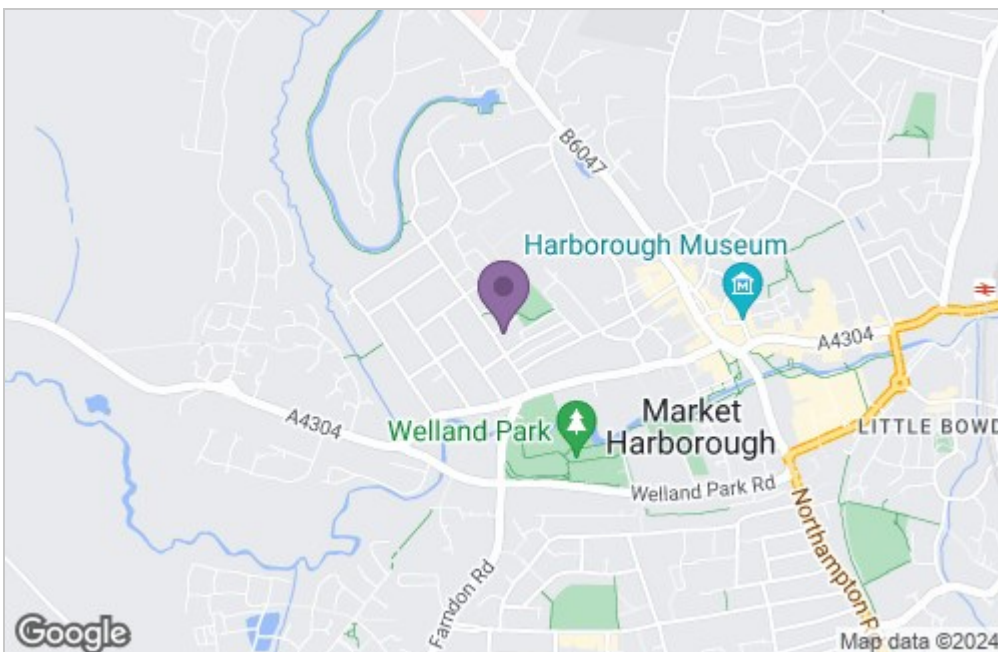 B6047
Harborough Museum
A4304
Welland Park
Market
Harborough
A4304
LITTLE BOWD
Welland Park Rd
Northampton R
Farndon Rd
Google
Map data ©2024